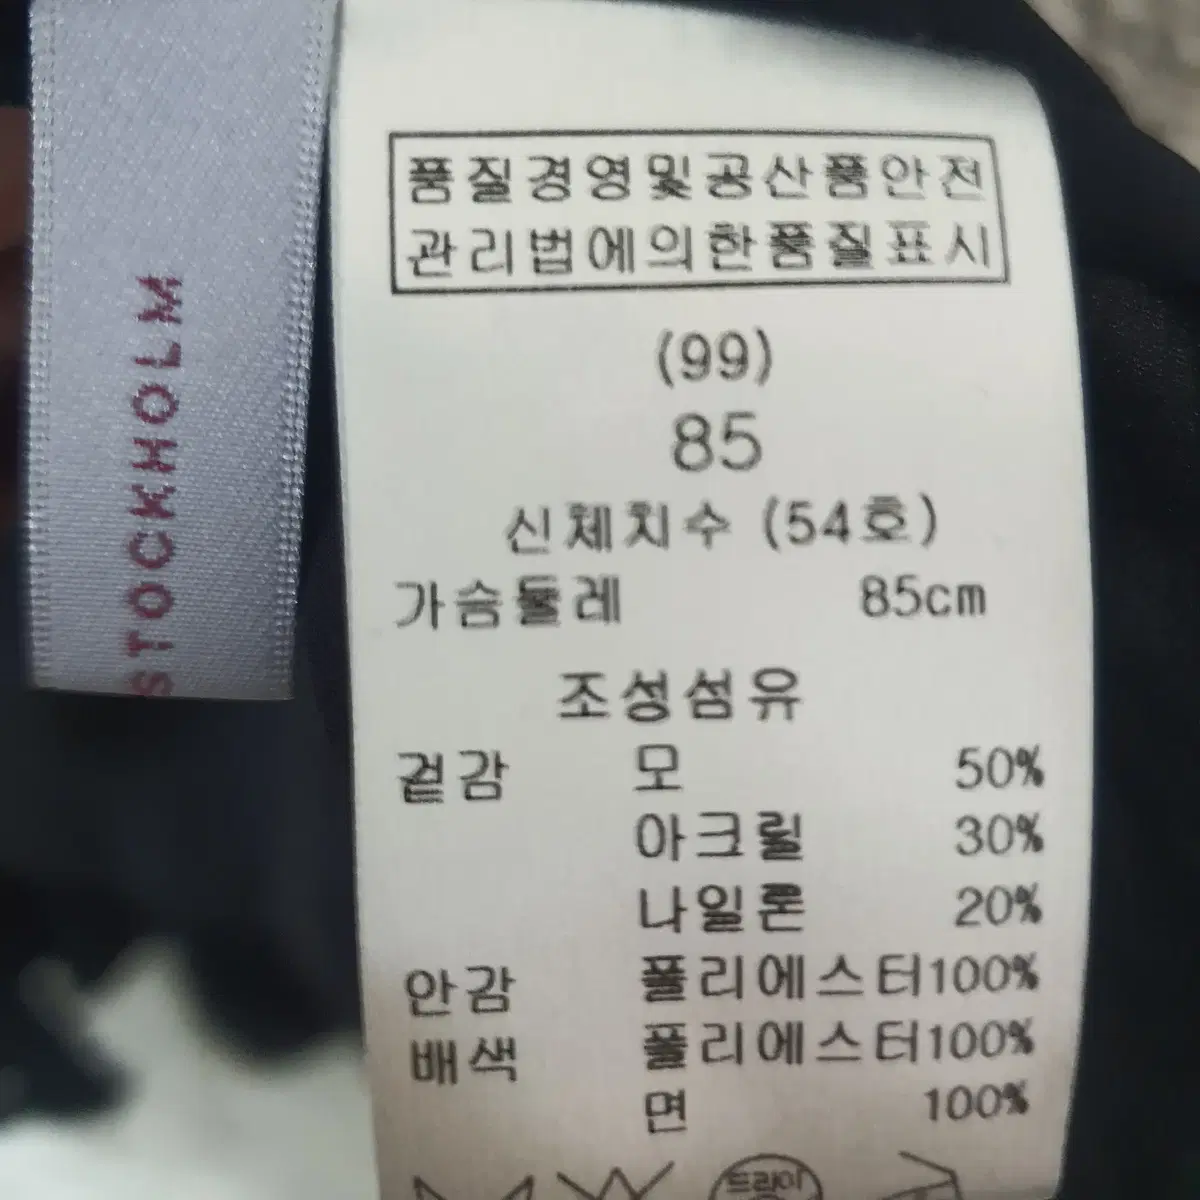 STOCKHOLM
품질경영및공산품안전
관리법에의한품질표시
(99)
85
신체치수 (54호)
가슴둘레 85cm
조성섬유
겉감 모 50%
아크릴 30%
나일론 20%
안감 폴리에스터100%
배색 폴리에스터100%
면 100%
드라이